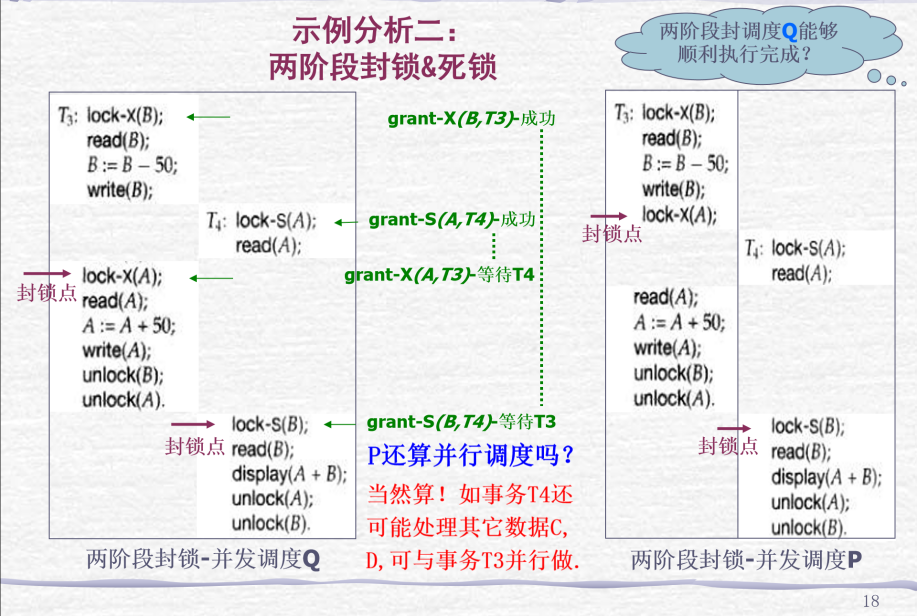 示例分析二：
两阶段封锁&死锁
两阶段封调度Q能够
顺利执行完成？
T₃: lock-X(B);
read(B);
B := B − 50;
write(B);
T₄: lock-S(A);
read(A);
封锁点
lock-X(A);
read(A);
A := A + 50;
write(A);
unlock(B);
unlock(A).
封锁点
lock-S(B);
read(B);
display(A + B);
unlock(A);
unlock(B).
两阶段封锁-并发调度Q
grant-X(B,T3)-成功
grant-S(A,T4)-成功
grant-X(A,T3)-等待T4
grant-S(B,T4)-等待T3
P还算并行调度吗？
当然算！如事务T4还
可能处理其它数据C,
D,可与事务T3并行做.
T₃: lock-X(B);
read(B);
B := B − 50;
write(B);
lock-X(A);
封锁点
T₄: lock-S(A);
read(A);
read(A);
A := A + 50;
write(A);
unlock(B);
unlock(A).
封锁点
lock-S(B);
read(B);
display(A + B);
unlock(A);
unlock(B).
两阶段封锁-并发调度P
18